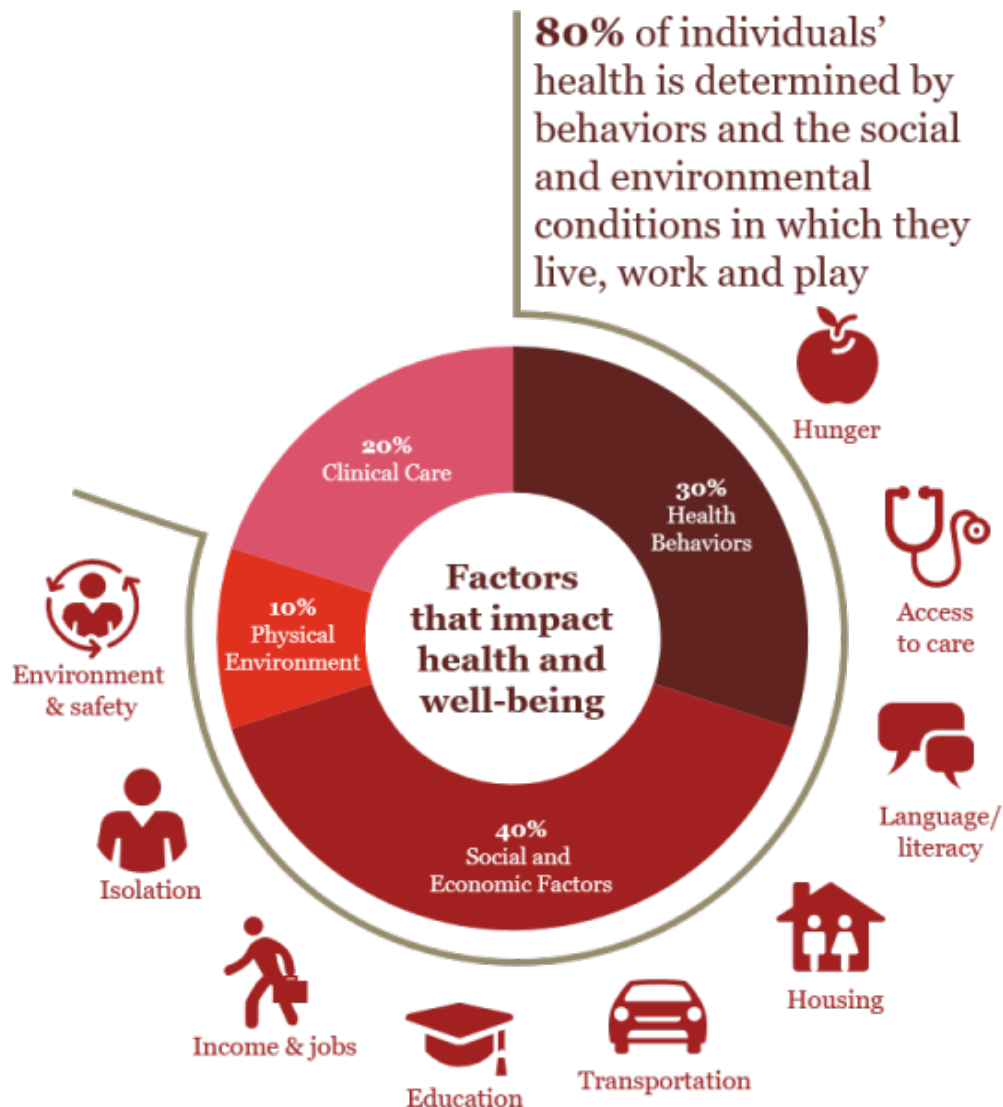 80% of individuals’
health is determined by
behaviors and the social
and environmental
conditions in which they
live, work and play
Hunger
20%
Clinical Care
30%
Health
Behaviors
Factors
that impact
health and
well-being
10%
Physical
Environment
Access
to care
Environment
& safety
Language/
literacy
40%
Social and
Economic Factors
Isolation
Housing
Income & jobs
Transportation
Education